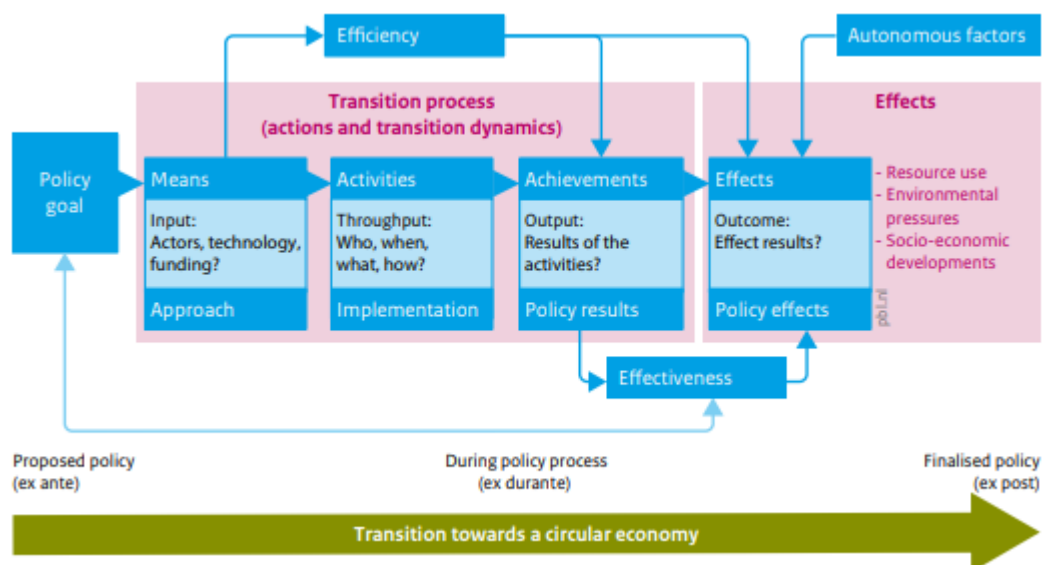 Efficiency
Autonomous factors
Transition process
(actions and transition dynamics)
Effects
Policy
goal
Means
Activities
Achievements
Effects
Input:
Actors, technology,
funding?
Throughput:
Who, when,
what, how?
Output:
Results of the
activities?
Outcome:
Effect results?
- Resource use
- Environmental
pressures
- Socio-economic
developments
Approach
Implementation
Policy results
Policy effects
pbl.nl
Effectiveness
Proposed policy
(ex ante)
During policy process
(ex durante)
Finalised policy
(ex post)
Transition towards a circular economy